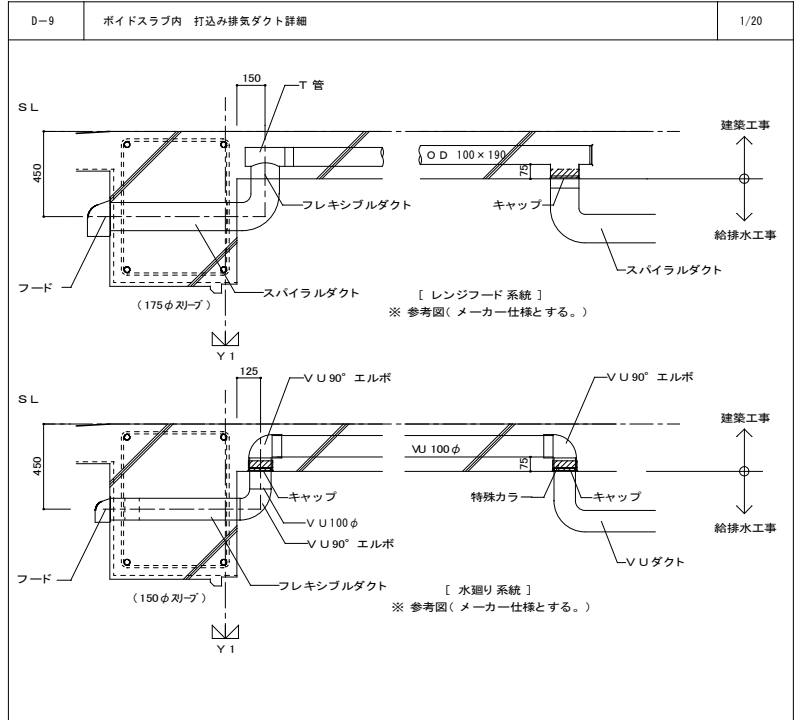 D-9
ボイドスラブ内 打込み排気ダクト詳細
1/20
150
T 管
SL
建築工事
450
OD 100×190
75
フレキシブルダクト
キャップ
給排水工事
スパイラルダクト
フード
スパイラルダクト
(175φスリーブ)
[ レンジフード系統 ]
※ 参考図(メーカー仕様とする。)
Y1
125
VU90° エルボ
VU90° エルボ
SL
建築工事
450
VU 100φ
75
キャップ
特殊カラ
キャップ
VU100φ
給排水工事
VU90° エルボ
VUダクト
フード
フレキシブルダクト
[ 水廻り系統 ]
(150φスリーブ)
※ 参考図(メーカー仕様とする。)
Y1